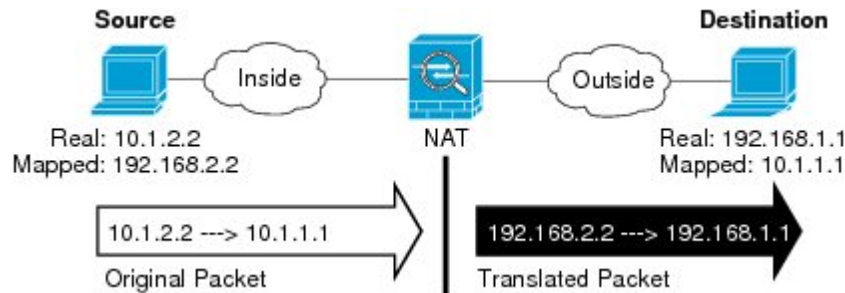 Source
Destination
Inside
Outside
Real: 10.1.2.2
Mapped: 192.168.2.2
NAT
Real: 192.168.1.1
Mapped: 10.1.1.1
10.1.2.2 ---> 10.1.1.1
192.168.2.2 ---> 192.168.1.1
Original Packet
Translated Packet